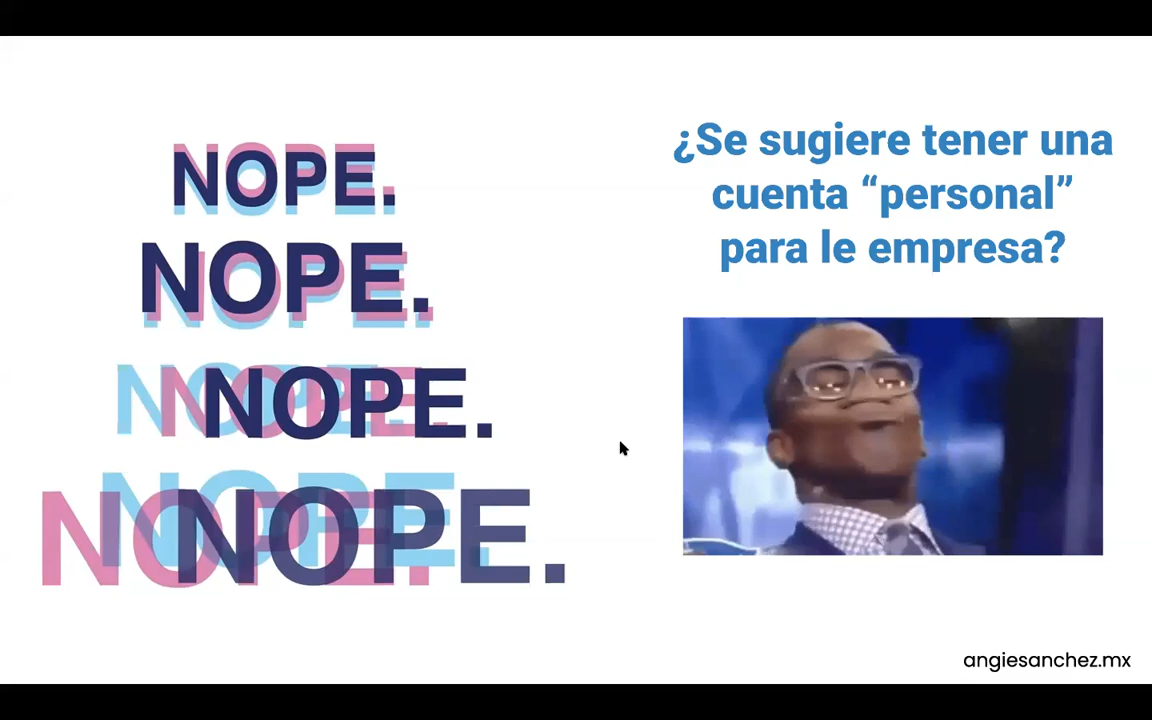 NOPE.
NOPE.
NOPE.
NOPE.
¿Se sugiere tener una
cuenta “personal”
para le empresa?
angiesanchez.mx